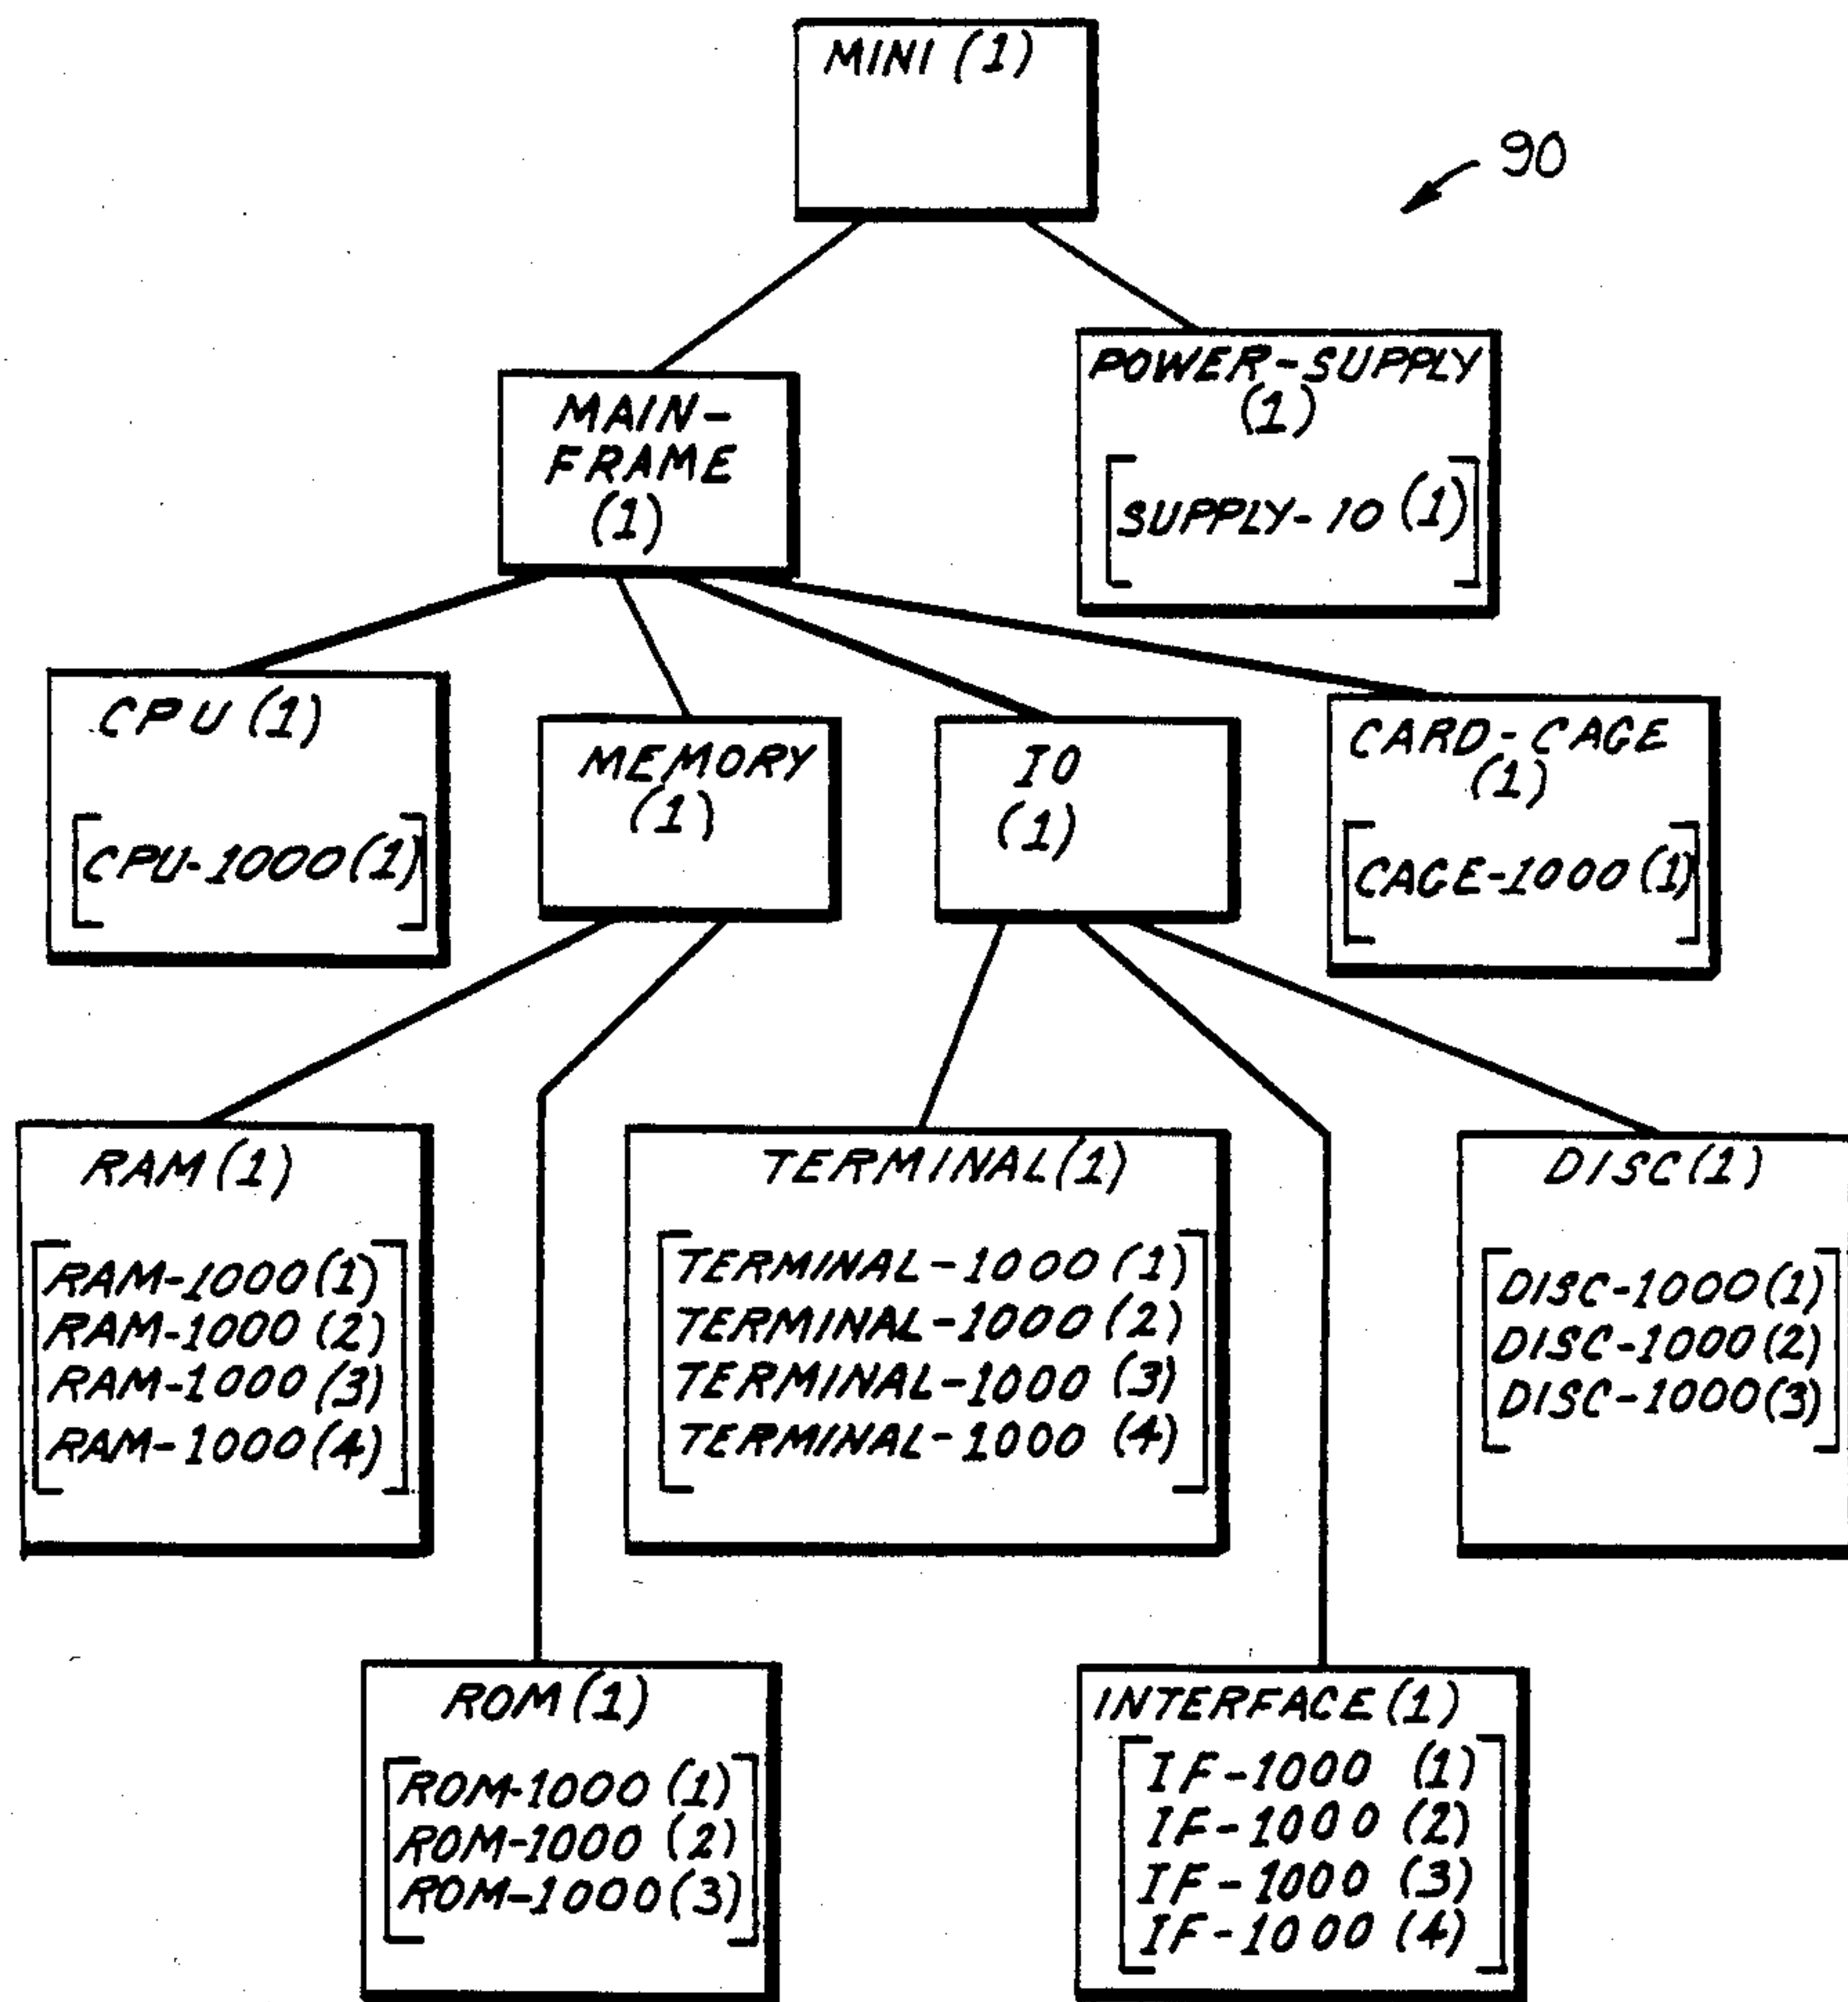 MINI (1)
90
MAIN-
FRAME
(1)
POWER-SUPPLY
(1)
SUPPLY-10 (1)
CPU (1)
CPU-1000 (1)
MEMORY
(1)
IO
(1)
CARD-CAGE
(1)
CAGE-1000 (1)
RAM (1)
RAM-1000 (1)
RAM-1000 (2)
RAM-1000 (3)
RAM-1000 (4)
TERMINAL (1)
TERMINAL-1000 (1)
TERMINAL-1000 (2)
TERMINAL-1000 (3)
TERMINAL-1000 (4)
DISC (1)
DISC-1000 (1)
DISC-1000 (2)
DISC-1000 (3)
ROM (1)
ROM-1000 (1)
ROM-1000 (2)
ROM-1000 (3)
INTERFACE (1)
IF-1000 (1)
IF-1000 (2)
IF-1000 (3)
IF-1000 (4)